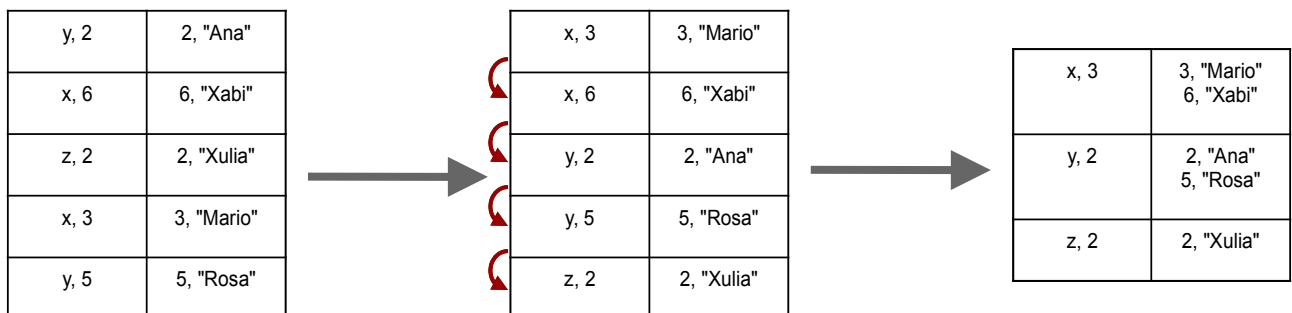 y, 2 2, "Ana"
x, 6 6, "Xabi"
z, 2 2, "Xulia"
x, 3 3, "Mario"
y, 5 5, "Rosa"
x, 3 3, "Mario"
x, 6 6, "Xabi"
y, 2 2, "Ana"
y, 5 5, "Rosa"
z, 2 2, "Xulia"
x, 3 3, "Mario"
6, "Xabi"
y, 2 2, "Ana"
5, "Rosa"
z, 2 2, "Xulia"